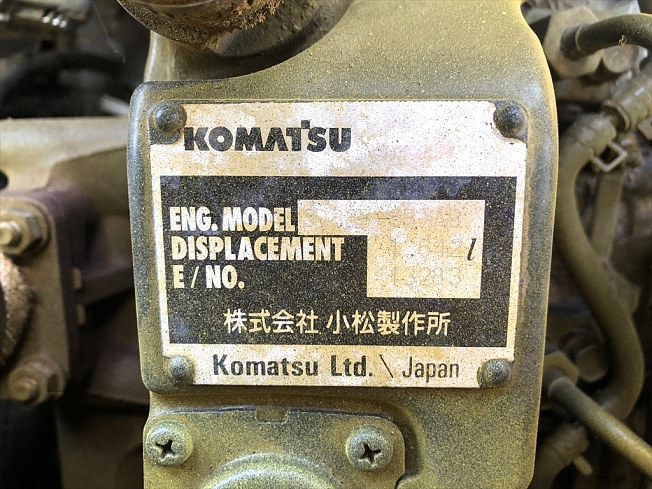 KOMATSU
ENG. MODEL
DISPLACEMENT l
E / NO.
株式会社 小松製作所
Komatsu Ltd. \ Japan